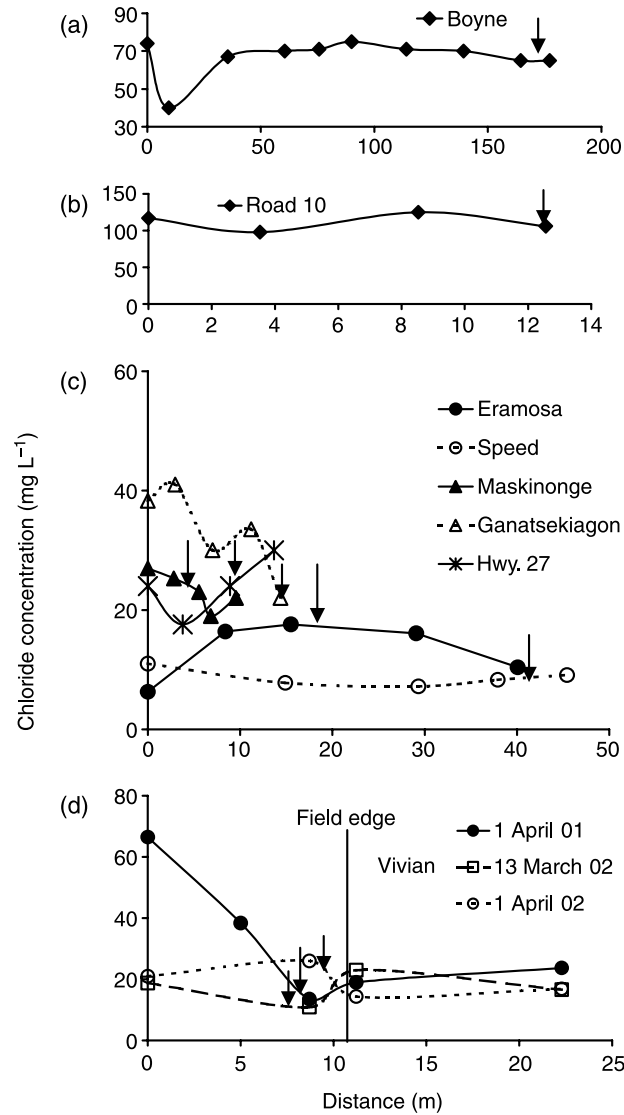 (a)
Boyne
90
70
50
30
0 50 100 150 200
(b)
Road 10
150
100
50
0
0 2 4 6 8 10 12 14
(c)
60
40
20
0
Eramosa
Speed
Maskinonge
Ganatsekiagon
Hwy. 27
0 10 20 30 40 50
Chloride concentration (mg L⁻¹)
(d)
80
60
40
20
0
Field edge
Vivian
1 April 01
13 March 02
1 April 02
0 5 10 15 20 25
Distance (m)